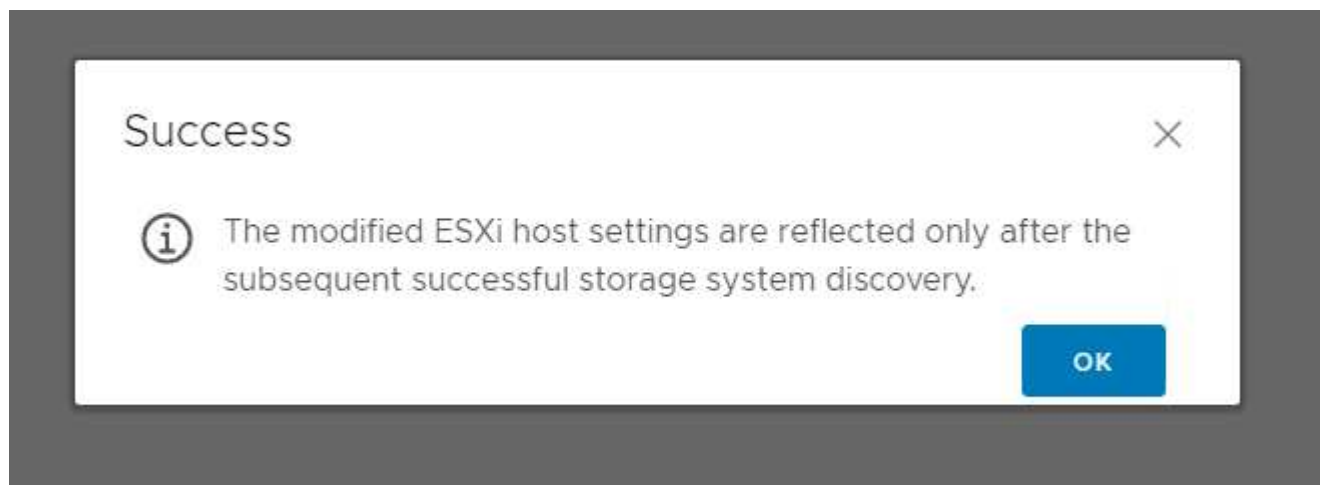 Success
The modified ESXi host settings are reflected only after the
subsequent successful storage system discovery.
OK